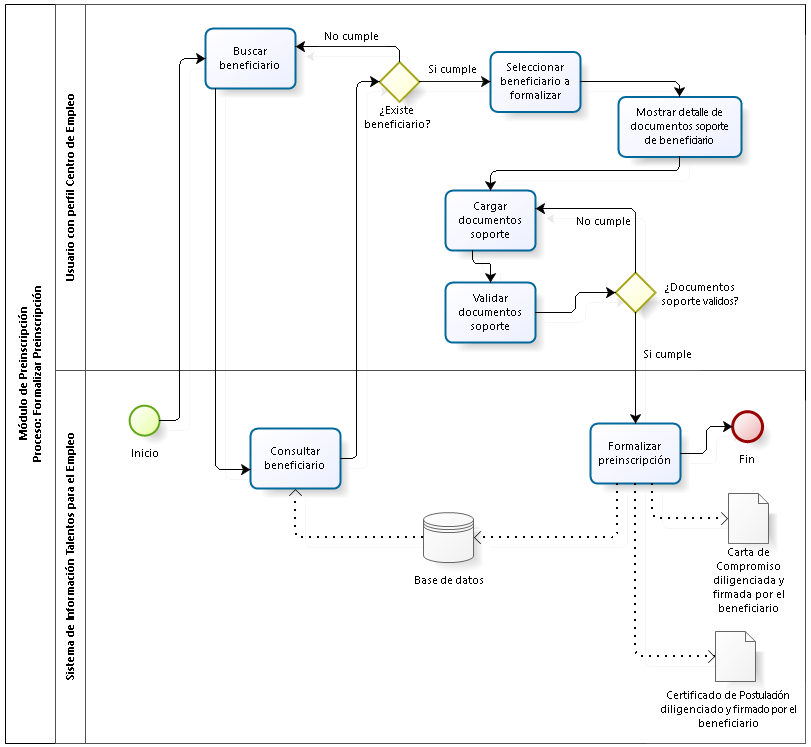 Módulo de Preinscripción
Proceso: Formalizar Preinscripción
Usuario con perfil Centro de Empleo
Buscar
beneficiario
No cumple
¿Existe
beneficiario?
Si cumple
Seleccionar
beneficiario a
formalizar
Mostrar detalle de
documentos soporte
de beneficiario
Cargar
documentos
soporte
No cumple
Validar
documentos
soporte
¿Documentos
soporte validos?
Si cumple
Sistema de Información Talentos para el Empleo
Inicio
Consultar
beneficiario
Formalizar
preinscripción
Fin
Base de datos
Carta de
Compromiso
diligenciada y
firmada por el
beneficiario
Certificado de Postulación
diligenciado y firmado por el
beneficiario